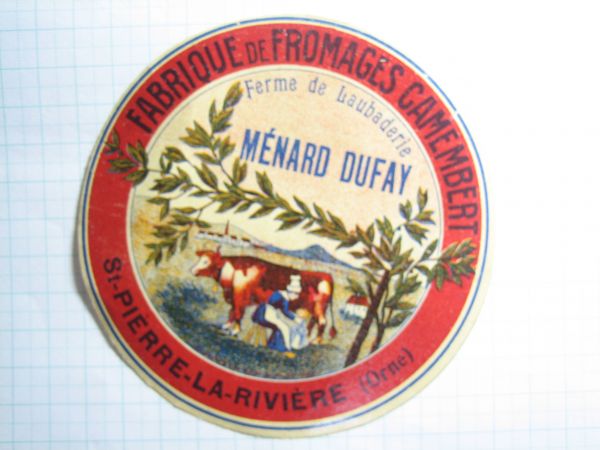 FABRIQUE DE FROMAGES CAMEMBERT
Ferme de Laubaderie
MÉNARD DUFAY
St-PIERRE-LA-RIVIÈRE (Orne)